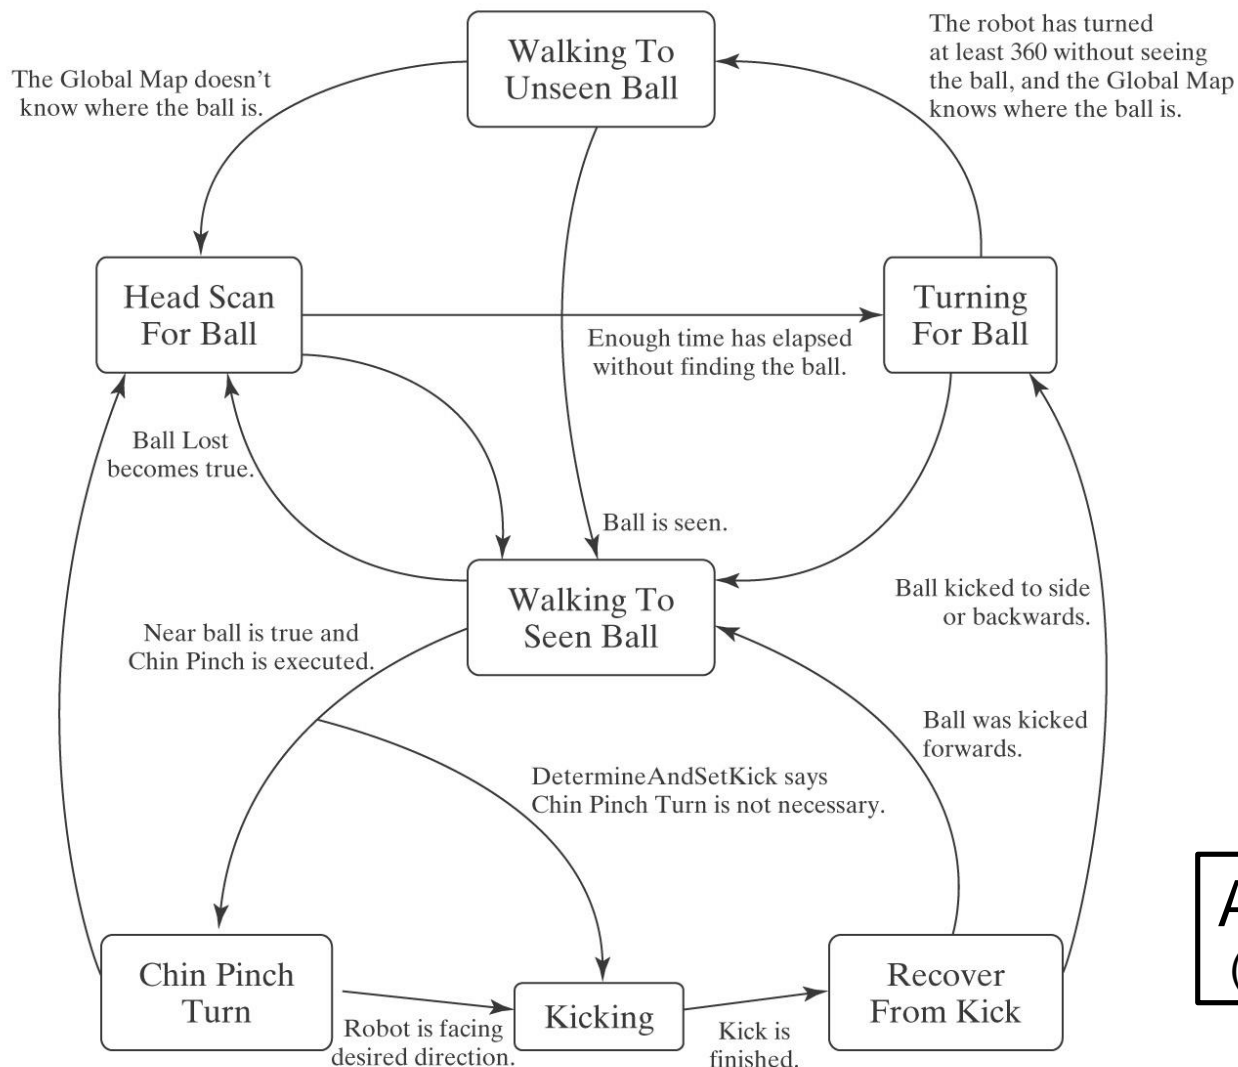 Walking To
Unseen Ball
The robot has turned
at least 360 without seeing
the ball, and the Global Map
knows where the ball is.
The Global Map doesn't
know where the ball is.
Head Scan
For Ball
Turning
For Ball
Enough time has elapsed
without finding the ball.
Ball Lost
becomes true.
Ball is seen.
Walking To
Seen Ball
Ball kicked to side
or backwards.
Near ball is true and
Chin Pinch is executed.
Ball was kicked
forwards.
DetermineAndSetKick says
Chin Pinch Turn is not necessary.
Chin Pinch
Turn
Kicking
Recover
From Kick
Robot is facing
desired direction.
Kick is
finished.